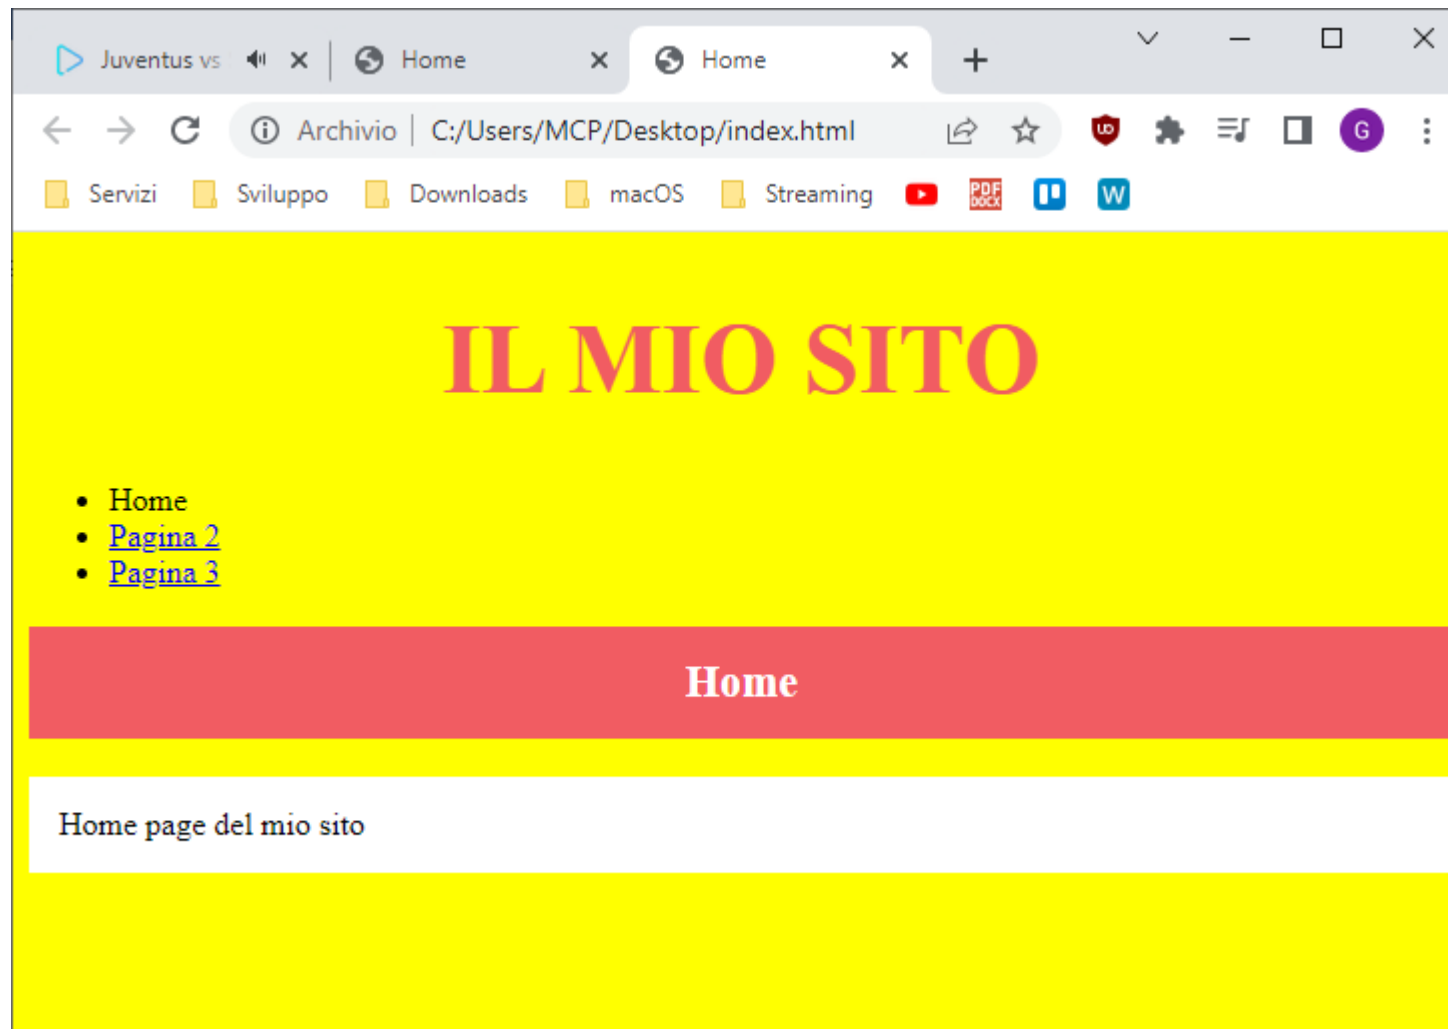 Juventus vs
Home
Home
Archivio
C:/Users/MCP/Desktop/index.html
G
Servizi
Sviluppo
Downloads
macOS
Streaming
PDF
DOCX
W
IL MIO SITO
Home
Pagina 2
Pagina 3
Home
Home page del mio sito